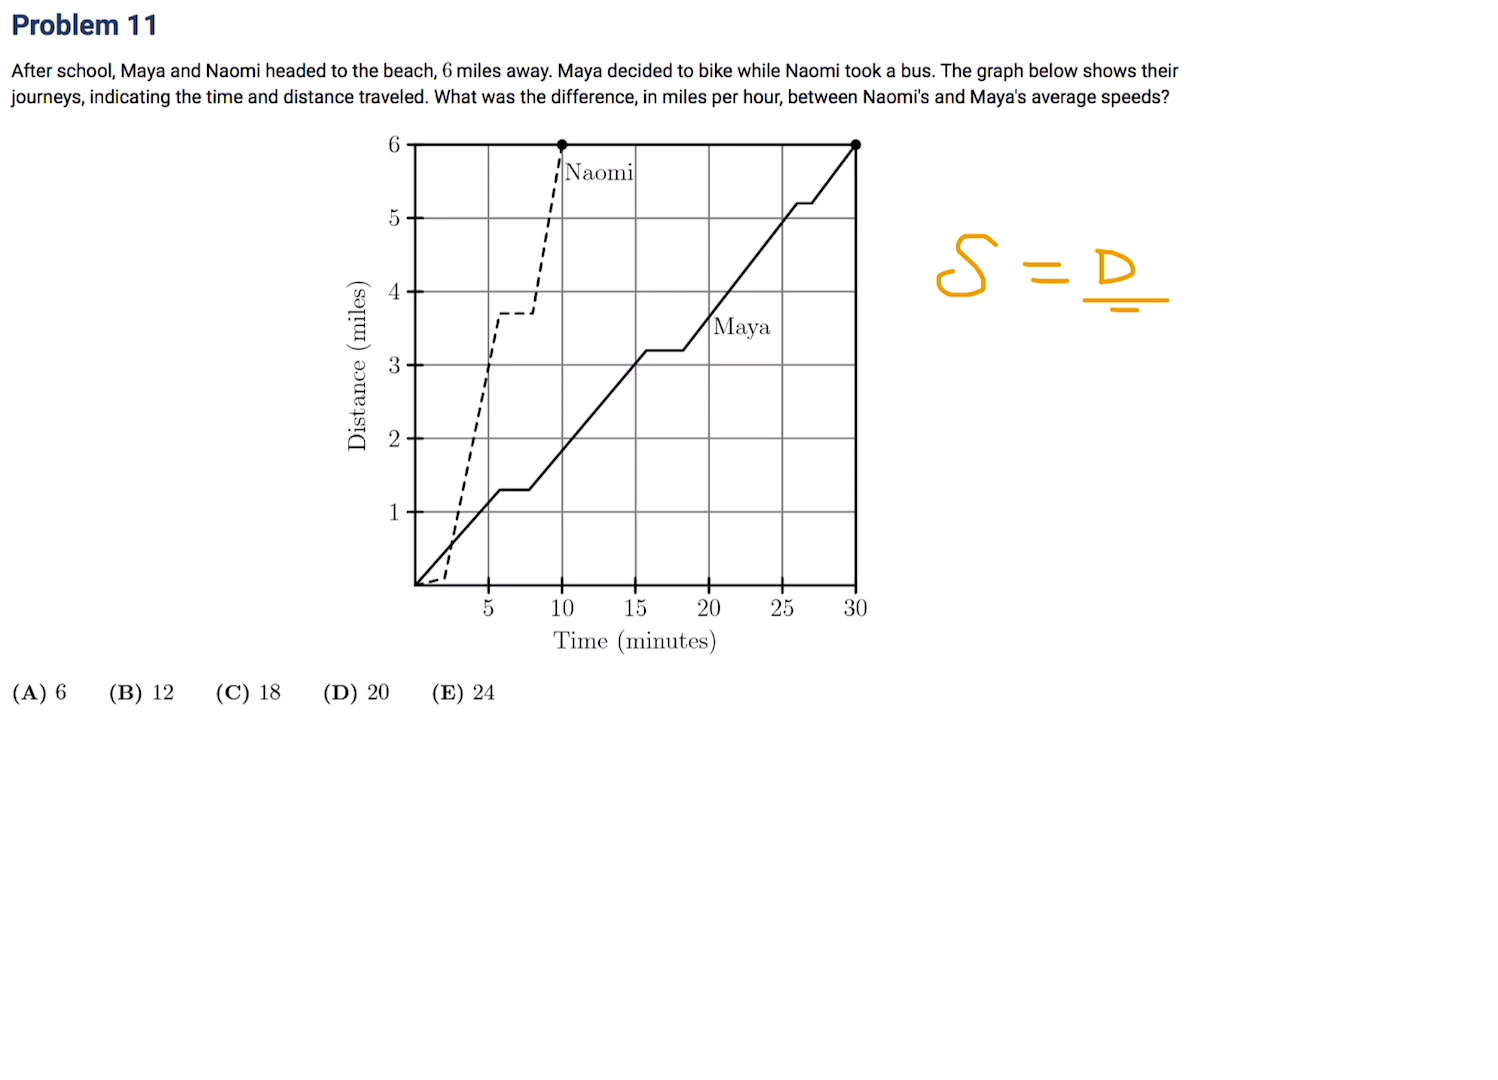 Problem 11
After school, Maya and Naomi headed to the beach, 6 miles away. Maya decided to bike while Naomi took a bus. The graph below shows their
journeys, indicating the time and distance traveled. What was the difference, in miles per hour, between Naomi's and Maya's average speeds?
6
Naomi
5
4
Maya
3
2
1
Distance (miles)
5 10 15 20 25 30
Time (minutes)
S = D
(A) 6 (B) 12 (C) 18 (D) 20 (E) 24